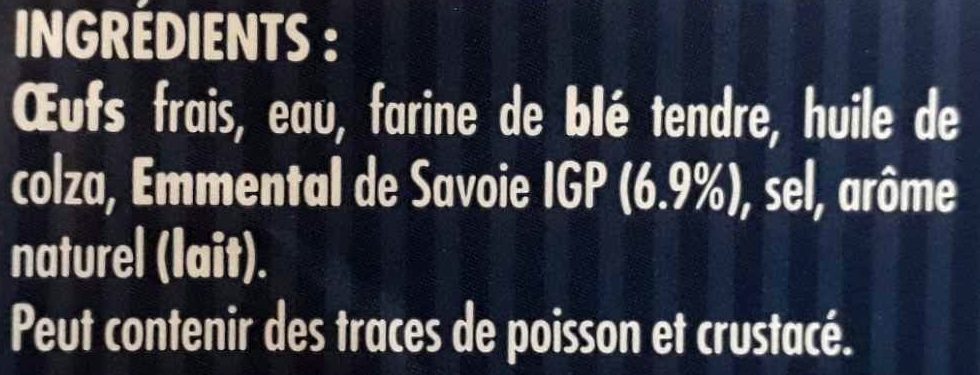 INGRÉDIENTS :
Œufs frais, eau, farine de blé tendre, huile de
colza, Emmental de Savoie IGP (6.9%), sel, arôme
naturel (lait).
Peut contenir des traces de poisson et crustacé.